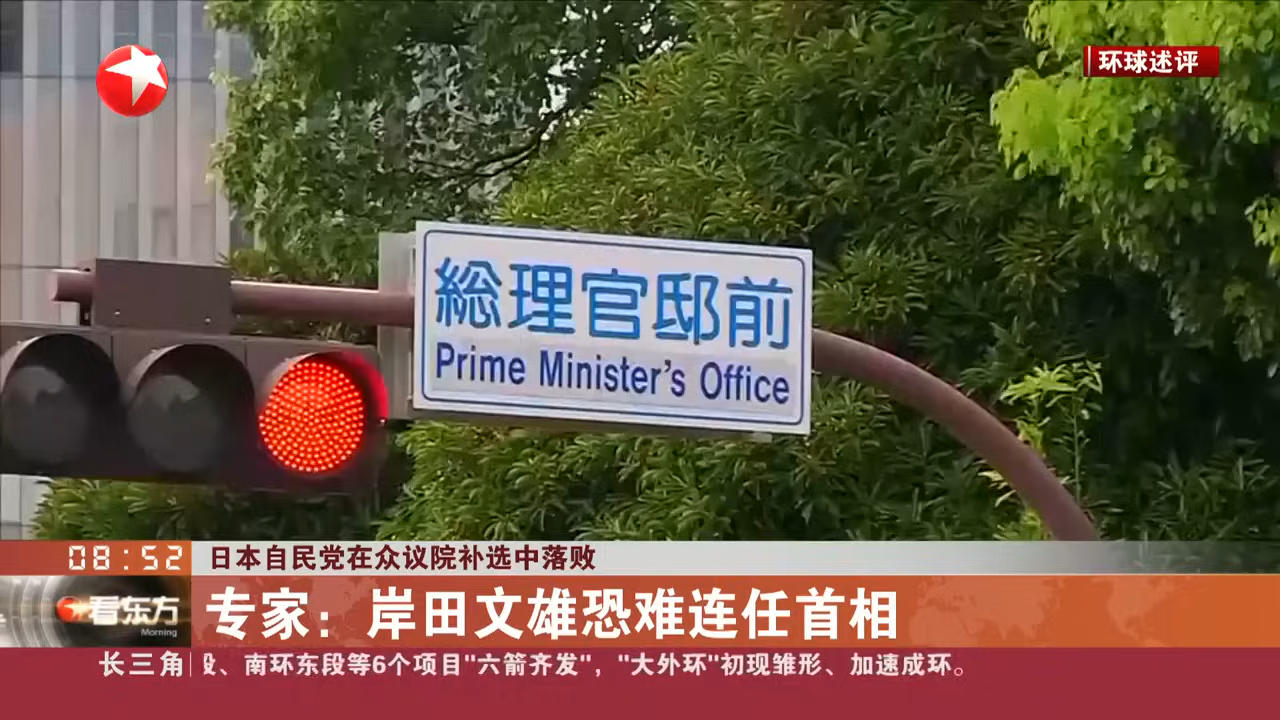 环球述评
総理官邸前
Prime Minister's Office
08:52
日本自民党在众议院补选中落败
看东方
Morning
专家：岸田文雄恐难连任首相
长三角
段、南环东段等6个项目"六箭齐发"，"大外环"初现雏形、加速成环。